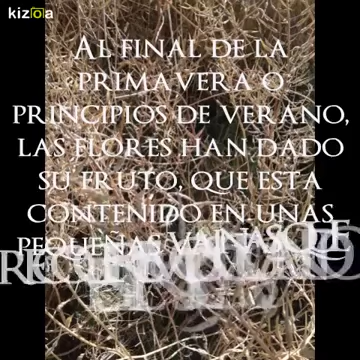 kizoa
AL FINAL DE LA
PRIMAVERA O
PRINCIPIOS DE VERANO,
LAS FLORES HAN DADO
SU FRUTO, QUE ESTA
CONTENIDO EN UNAS
PEQUEÑAS VAINAS QUE